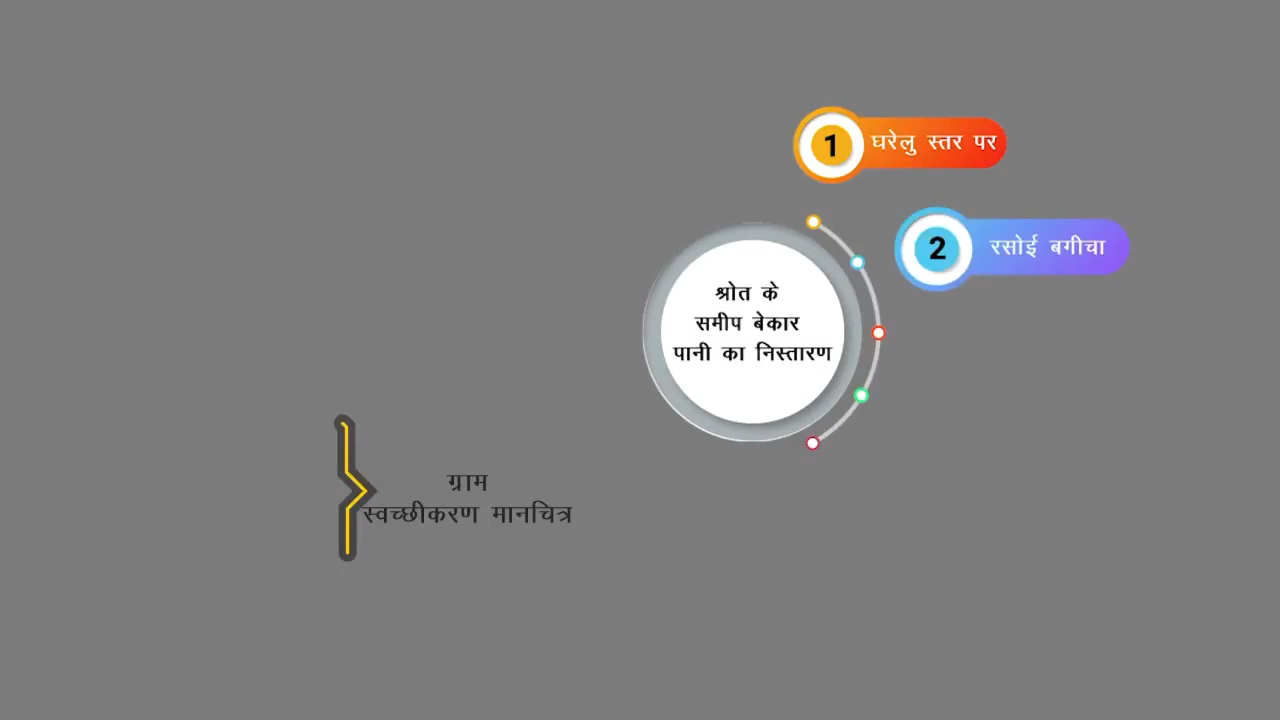 1 घरेलु स्तर पर
2 रसोई बगीचा
श्रोत के
समीप बेकार
पानी का निस्तारण
ग्राम
स्वच्छीकरण मानचित्र